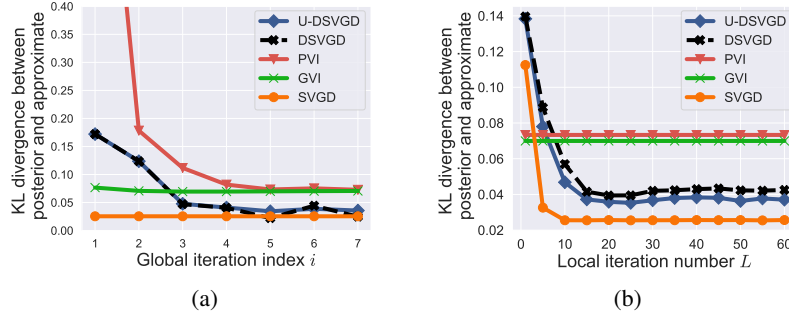 KL divergence between
posterior and approximate
0.40
0.35
0.30
0.25
0.20
0.15
0.10
0.05
0.00
U-DSVGD
DSVGD
PVI
GVI
SVGD
1 2 3 4 5 6 7
Global iteration index i
(a)
KL divergence between
posterior and approximate
0.14
0.12
0.10
0.08
0.06
0.04
0.02
U-DSVGD
DSVGD
PVI
GVI
SVGD
0 10 20 30 40 50 60
Local iteration number L
(b)